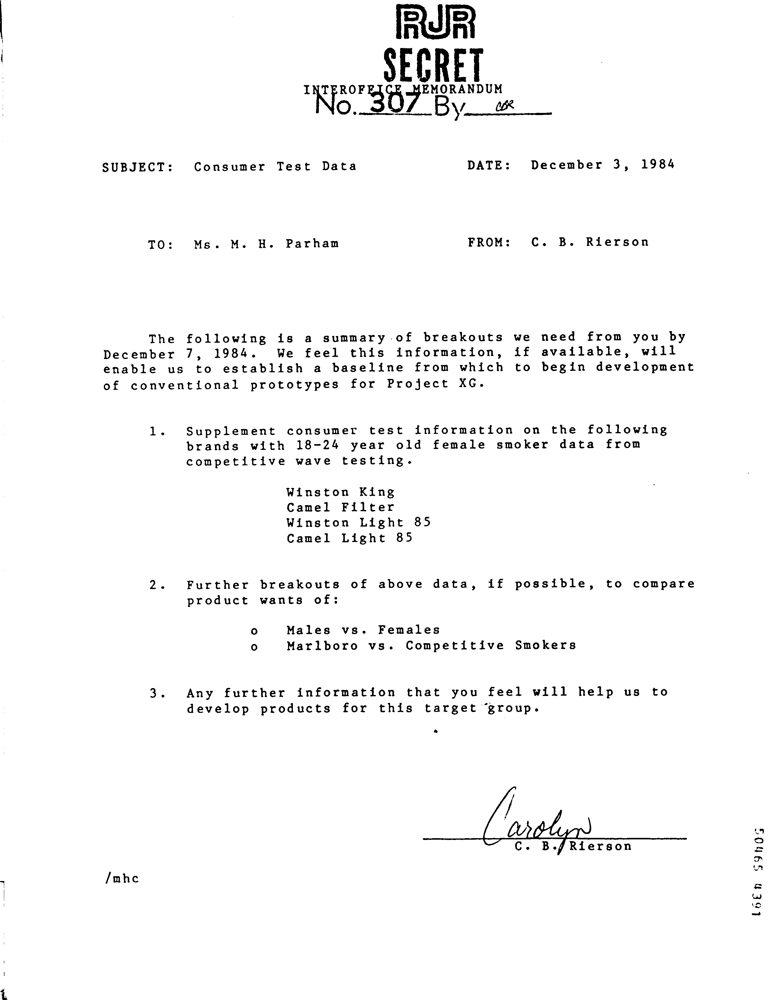 RJR
SECRET
INTEROFFICE MEMORANDUM
No. 307 By CBR
SUBJECT: Consumer Test Data DATE: December 3, 1984
TO: Ms. M. H. Parham FROM: C. B. Rierson
The following is a summary of breakouts we need from you by
December 7, 1984. We feel this information, if available, will
enable us to establish a baseline from which to begin development
of conventional prototypes for Project XG.
1. Supplement consumer test information on the following
brands with 18-24 year old female smoker data from
competitive wave testing.
Winston King
Camel Filter
Winston Light 85
Camel Light 85
2. Further breakouts of above data, if possible, to compare
product wants of:
o Males vs. Females
o Marlboro vs. Competitive Smokers
3. Any further information that you feel will help us to
develop products for this target group.
Carolyn
C. B. Rierson
/mhc
50465 4391